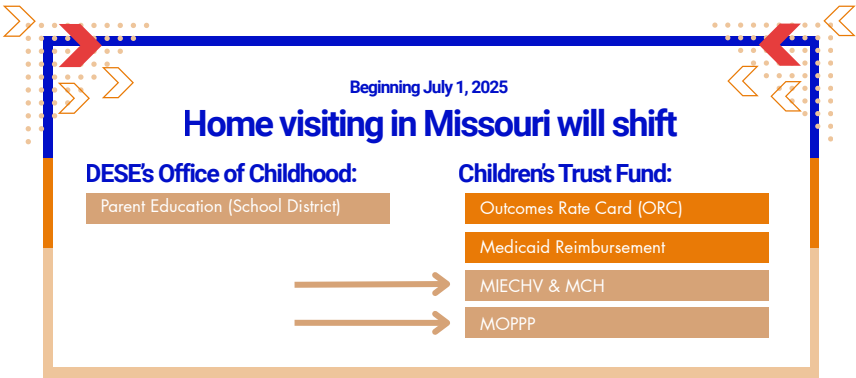 Beginning July 1, 2025
Home visiting in Missouri will shift
DESE's Office of Childhood:
Parent Education (School District)
Children's Trust Fund:
Outcomes Rate Card (ORC)
Medicaid Reimbursement
MIECHV & MCH
MOPPP